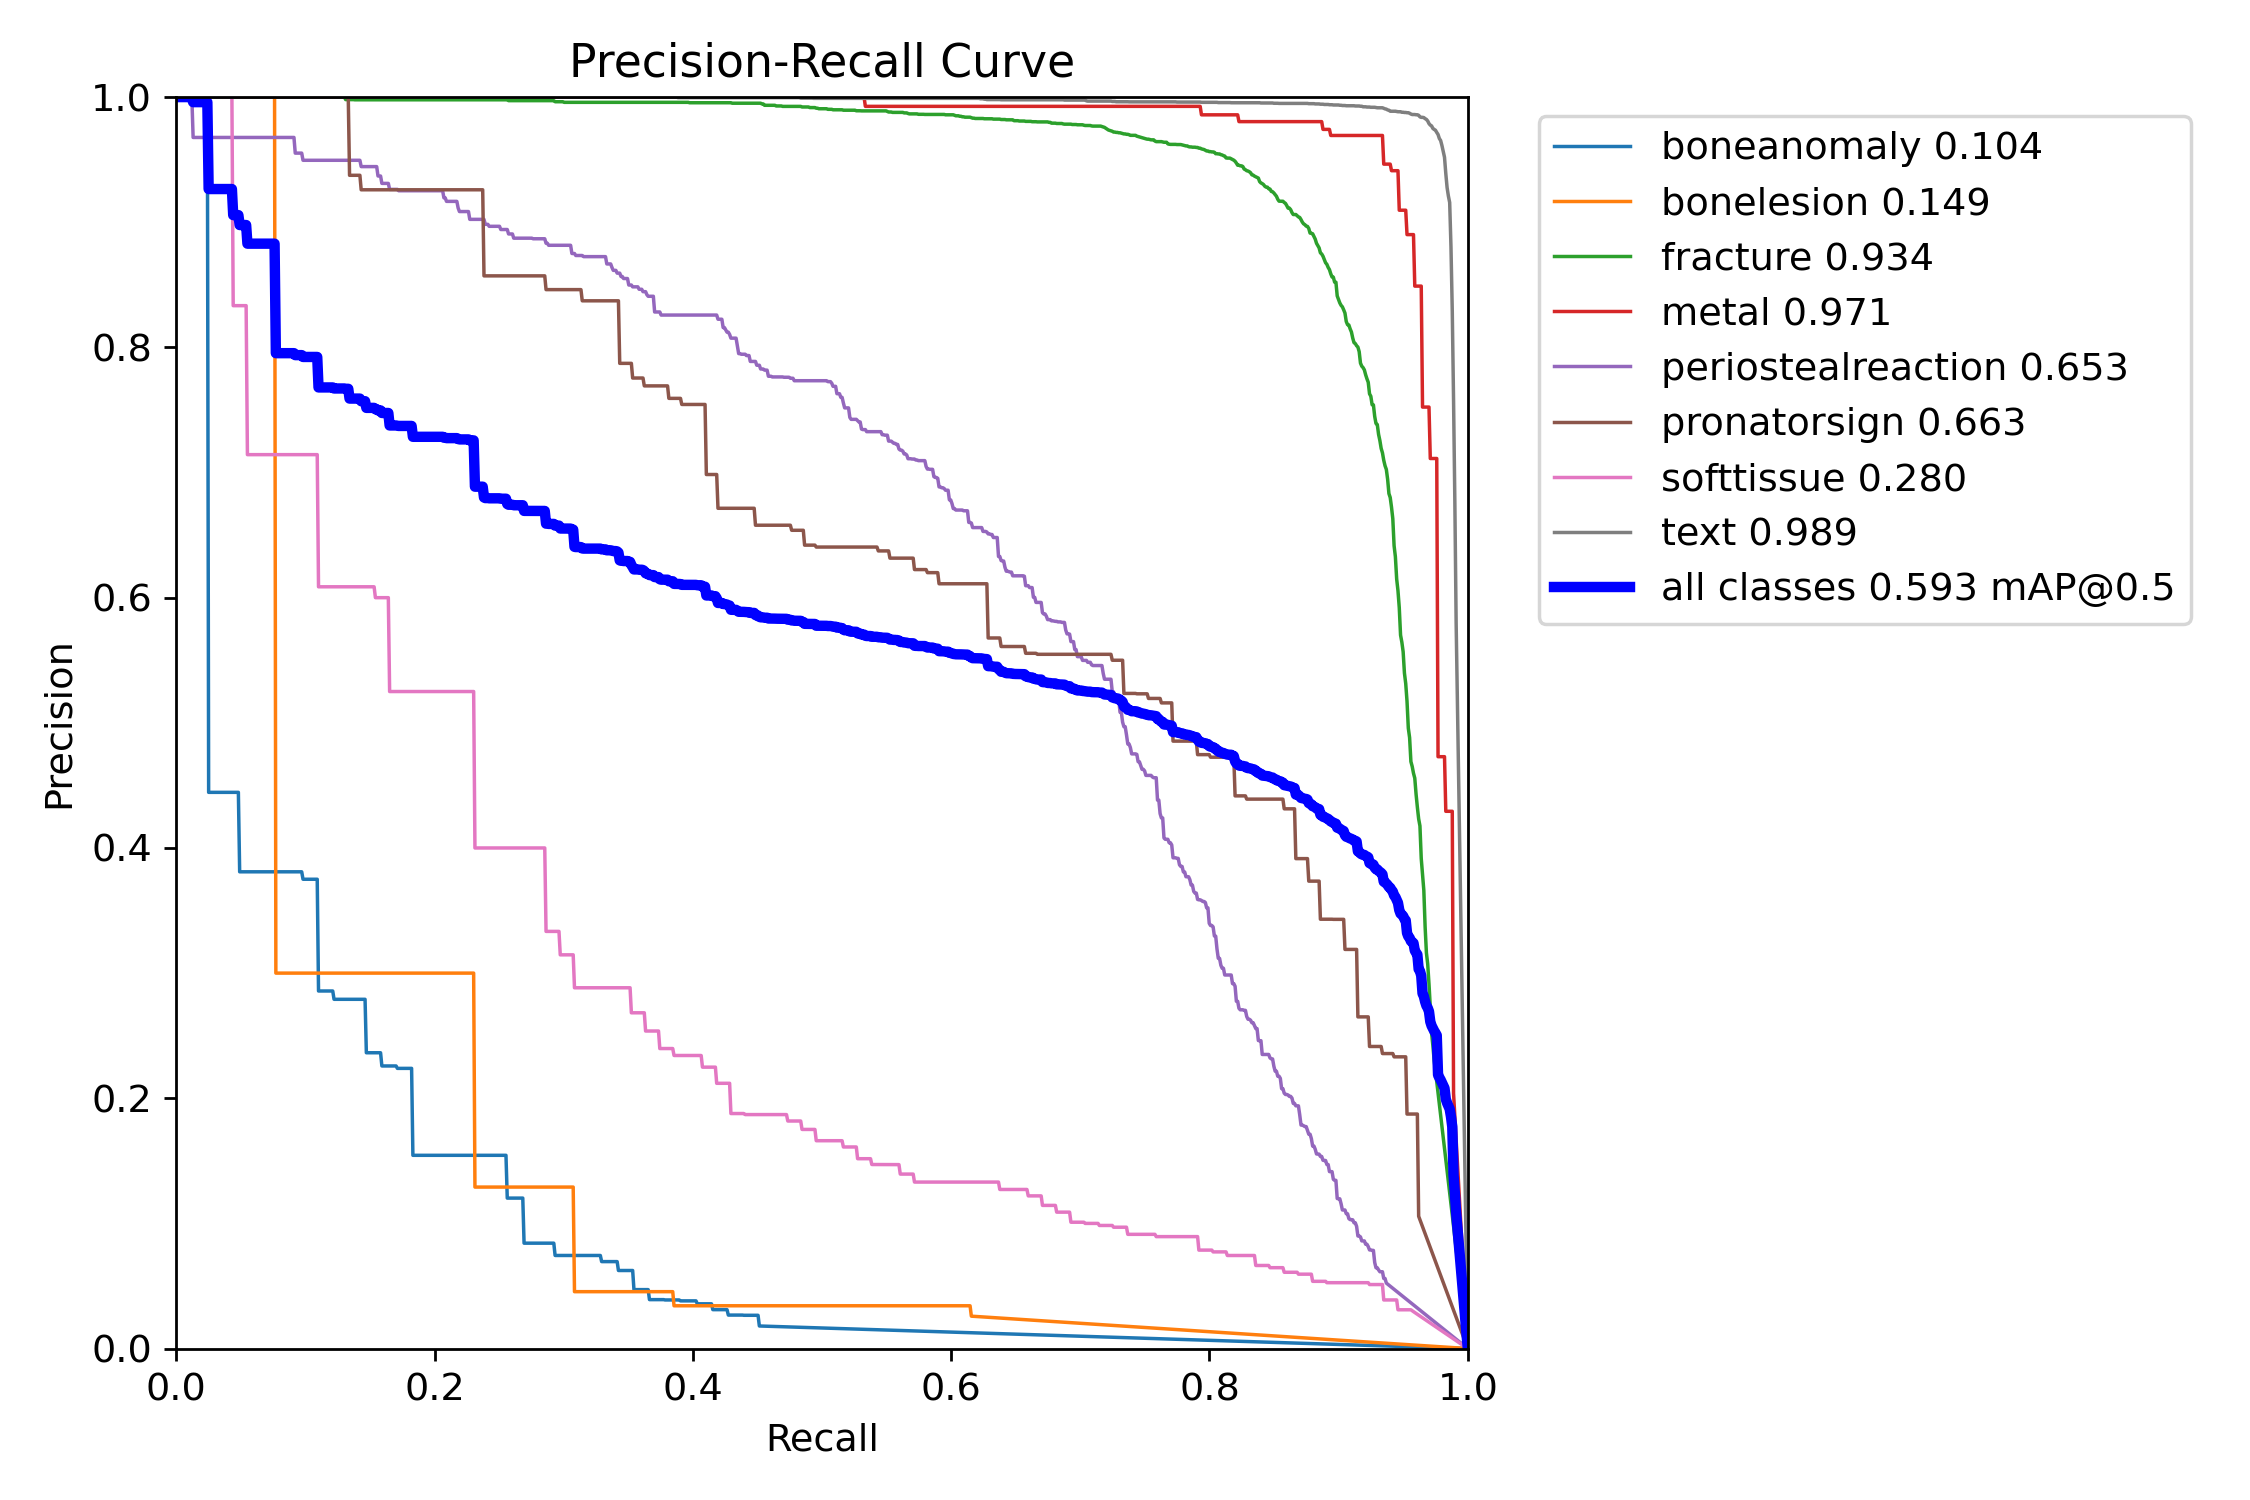 Precision-Recall Curve
1.0
0.8
0.6
0.4
0.2
0.0
Precision
0.0 0.2 0.4 0.6 0.8 1.0
Recall
boneanomaly 0.104
bonelesion 0.149
fracture 0.934
metal 0.971
periostealreaction 0.653
pronatorsign 0.663
softtissue 0.280
text 0.989
all classes 0.593 mAP@0.5